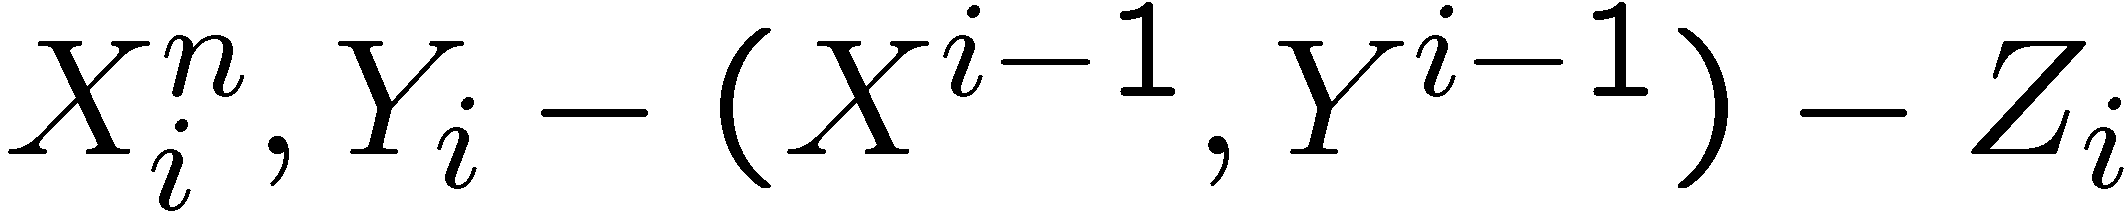 $X_i^n, Y_i - (X^{i-1}, Y^{i-1}) - Z_i$